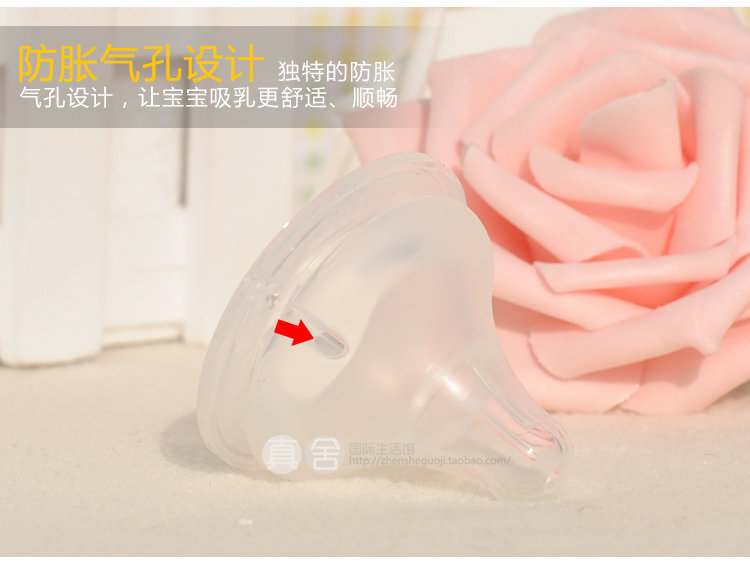 防胀气孔设计 独特的防胀
气孔设计，让宝宝吸乳更舒适、顺畅
真舍 国际生活馆
http://zhensheguoji.taobao.com/